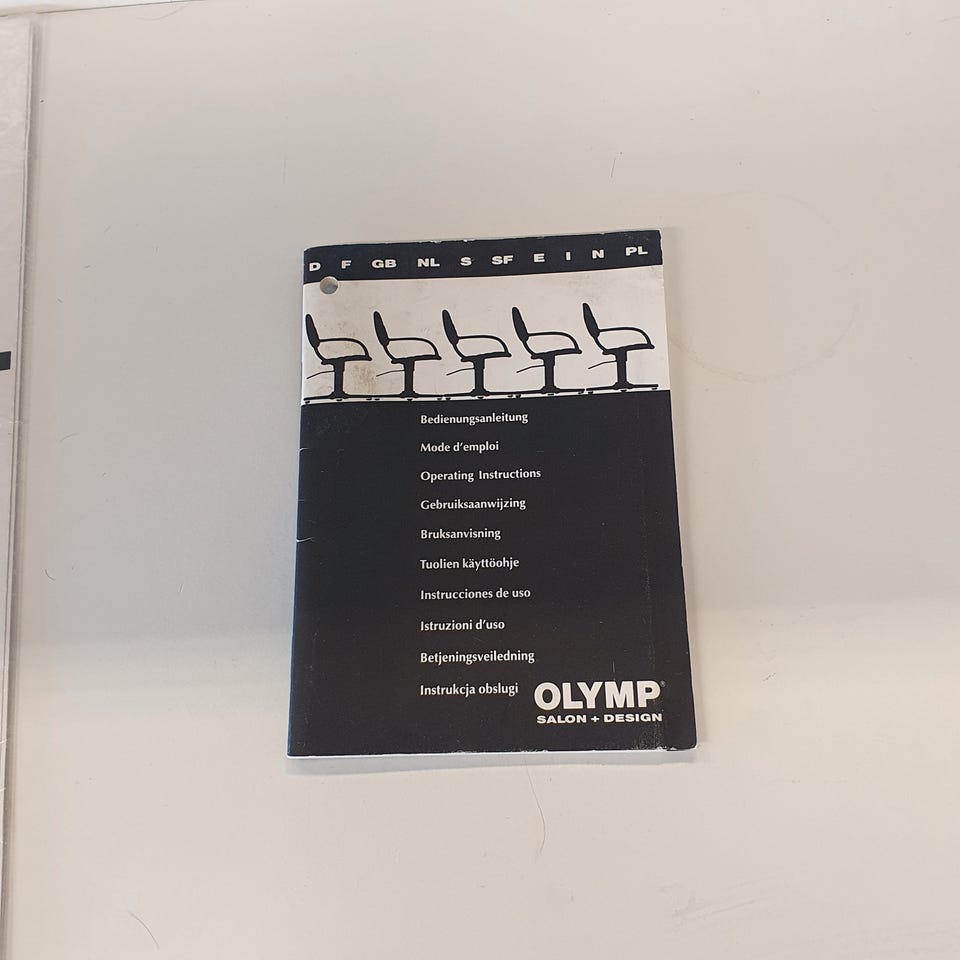 D F GB NL S SF E I N PL
Bedienungsanleitung
Mode d'emploi
Operating Instructions
Gebruiksaanwijzing
Bruksanvisning
Tuolien käyttöohje
Instrucciones de uso
Istruzioni d'uso
Betjeningsveiledning
Instrukcja obslugi
OLYMP®
SALON + DESIGN